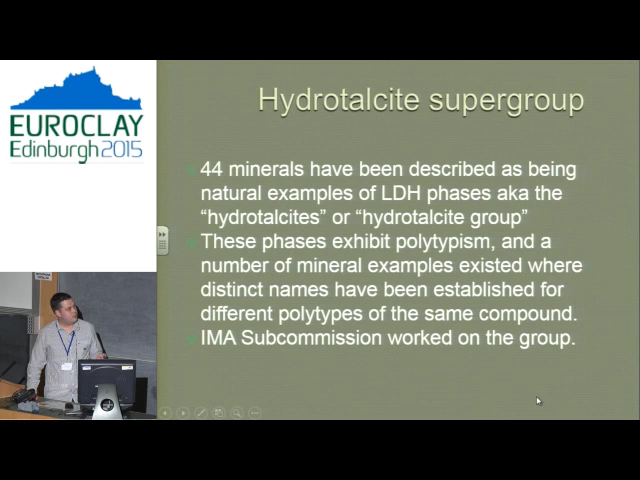 EUROCLAY
Edinburgh2015
Hydrotalcite supergroup
44 minerals have been described as being
natural examples of LDH phases aka the
“hydrotalcites” or “hydrotalcite group”
These phases exhibit polytypism, and a
number of mineral examples existed where
distinct names have been established for
different polytypes of the same compound.
IMA Subcommission worked on the group.